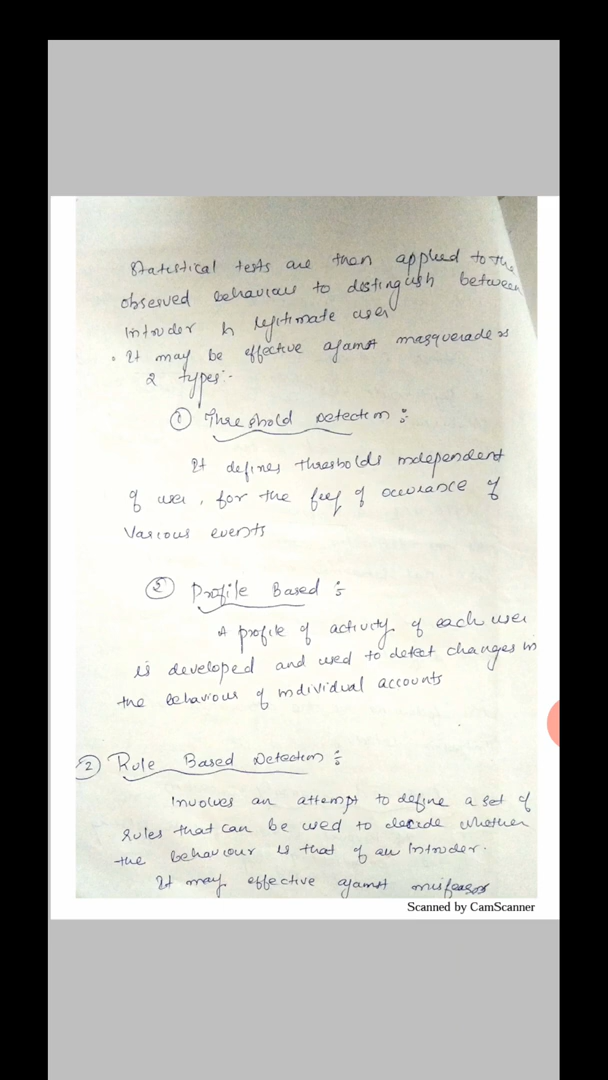 Statistical tests are then applied to the
observed behaviour to distinguish between
Intruder & legitimate user
• It may be effective against masqueraders
2 types:-
① Threshold Detection :-
It defines thresholds independent
of user, for the freq of occurance of
Various events
② Profile Based :-
A profile of activity of each user
is developed and used to detect changes in
the behaviour of individual accounts
② Rule Based Detection :-
Involves an attempt to define a set of
rules that can be used to decide whether
the behaviour is that of an Intruder.
It may effective against misfeasor
Scanned by CamScanner